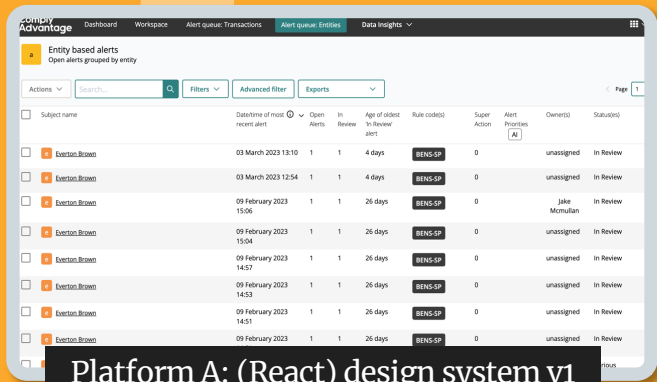 Comply
Advantage Dashboard Workspace Alert queue: Transactions Alert queue: Entities Data Insights
a Entity based alerts
Open alerts grouped by entity
Actions Search... Filters Advanced filter Exports Page 1
Subject name Date/time of most recent alert Open Alerts In Review Age of oldest 'In Review' alert Rule code(s) Super Action Alert Priorities AI Owner(s) Status(es)
e Everton Brown 03 March 2023 13:10 1 1 4 days BENS-SP 0 unassigned In Review
e Everton Brown 03 March 2023 12:54 1 1 4 days BENS-SP 0 unassigned In Review
e Everton Brown 09 February 2023 15:06 1 1 26 days BENS-SP 0 Jake Mcmullan In Review
e Everton Brown 09 February 2023 15:04 1 1 26 days BENS-SP 0 unassigned In Review
e Everton Brown 09 February 2023 14:57 1 1 26 days BENS-SP 0 unassigned In Review
e Everton Brown 09 February 2023 14:53 1 1 26 days BENS-SP 0 unassigned In Review
e Everton Brown 09 February 2023 14:51 1 1 26 days BENS-SP 0 unassigned In Review
e Everton Brown 09 February 2023 1 1 26 days BENS-SP 0 unassigned In Review
Platform A: (React) design system v1